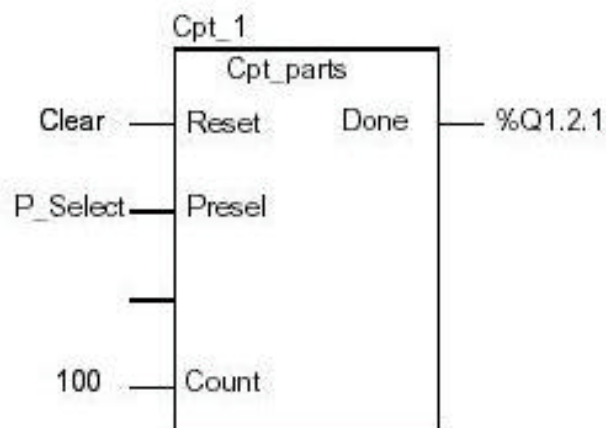 Cpt_1
Cpt_parts
Clear Reset Done %Q1.2.1
P_Select Presel
100 Count